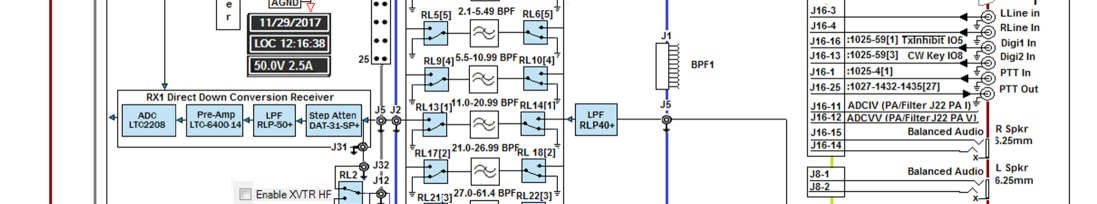 e
r
AGND
11/29/2017
LOC 12:16:38
50.0V 2.5A
25
RX1 Direct Down Conversion Receiver
ADC
LTC2208
Pre-Amp
LTC-6400-14
LPF
RLP-50+
Step Atten
DAT-31-SP+
J5
J2
J31
J32
RL2
J12
Enable XVTR HF
RL5[5]
2.1-5.49 BPF
RL6[5]
RL9[4]
5.5-10.99 BPF
RL10[4]
RL13[1]
11.0-20.99 BPF
RL14[1]
RL17[2]
21.0-26.99 BPF
RL 18[2]
RL21[3]
27.0-61.4 BPF
RL22[3]
LPF
RLP40+
J1
BPF1
J5
J16-3
LLine in
J16-4
RLine In
J16-16 :1025-59[1] TxInhibit IO5
Digi1 In
J16-13 :1025-59[3] CW Key IO8
Digi2 In
J16-1 :1025-4[1]
PTT In
J16-25 :1027-1432-1435[27]
PTT Out
J16-11 ADCIV (PA/Filter J22 PA I)
J16-12 ADCVV (PA/Filter J22 PA V)
J16-15
Balanced Audio
J16-14
R Spkr
6.25mm
x
J8-1
Balanced Audio
J8-2
L Spkr
6.25mm
x